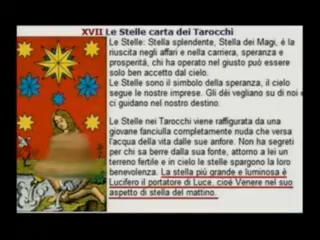 XVII Le Stelle carta dei Tarocchi
Le Stelle: Stella splendente, Stella dei Magi, é la
riuscita negli affari e nella carriera, speranza e
prosperità, chi ha operato nel giusto può essere
solo ben accetto dal cielo.
Le Stelle sono il simbolo della speranza, il cielo
segue le nostre imprese. Gli dèi vegliano su di noi e
ci guidano nel nostro destino.
Le Stelle nei Tarocchi viene raffigurata da una
giovane fanciulla completamente nuda che versa
l'acqua della vita dalle sue anfore. Non ha segreti
per chi sa berre dalla sua fonte, attorno a lei un
terreno fertile e in cielo le stelle spargono la loro
benevolenza. La stella più grande e luminosa è
Lucifero il portatore di Luce, cioè Venere nel suo
aspetto di stella del mattino.